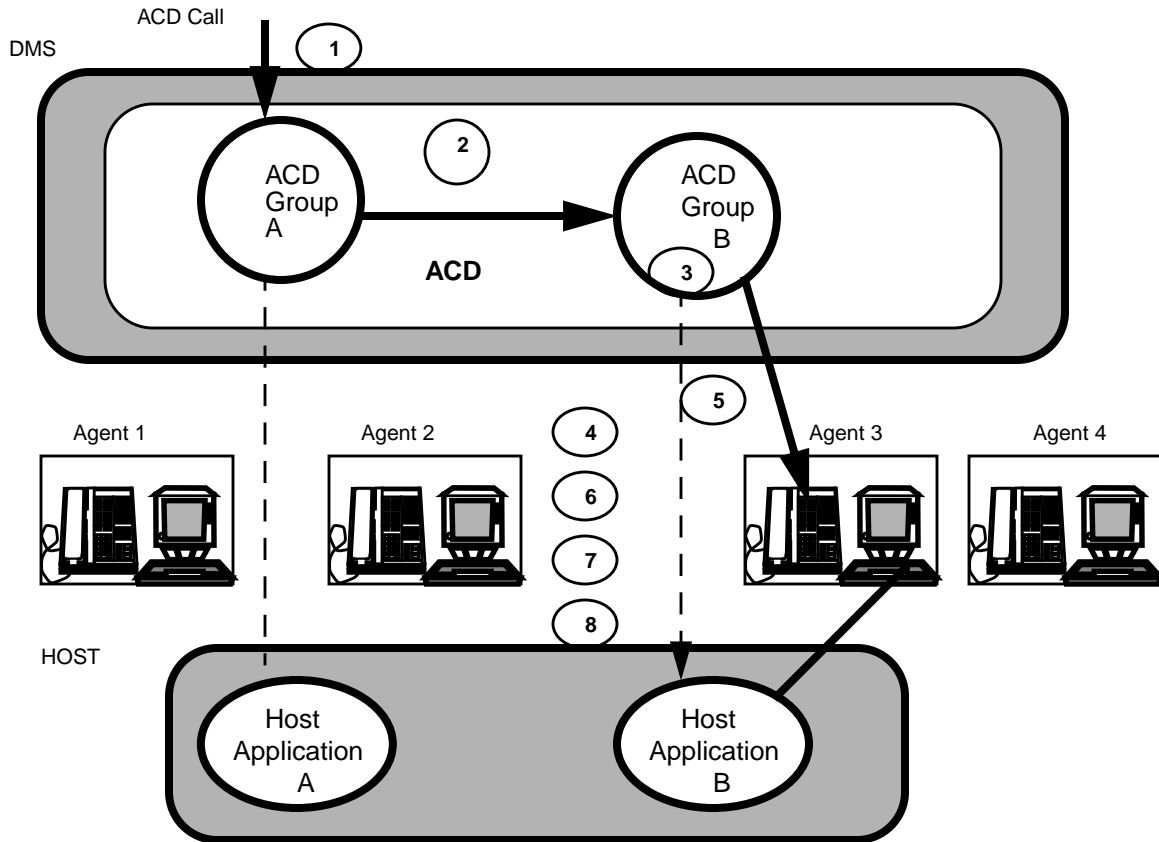 ACD Call
DMS
1
2
ACD
Group
A
ACD
Group
B
ACD
3
5
4
Agent 1
Agent 2
Agent 3
Agent 4
6
7
8
HOST
Host
Application
A
Host
Application
B